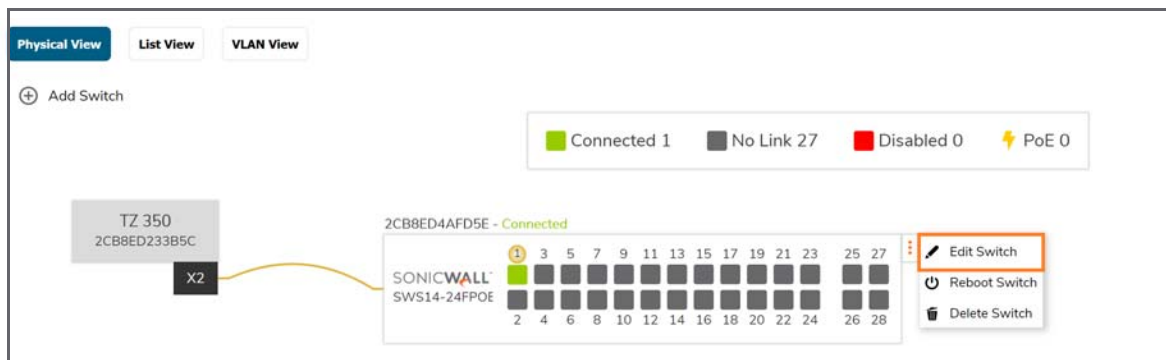 Physical View List View VLAN View
Add Switch
Connected 1 No Link 27 Disabled 0 PoE 0
TZ 350
2CB8ED233B5C
X2
2CB8ED4AFD5E - Connected
1 3 5 7 9 11 13 15 17 19 21 23 25 27
SONICWALL
SWS14-24FPOE
2 4 6 8 10 12 14 16 18 20 22 24 26 28
Edit Switch
Reboot Switch
Delete Switch